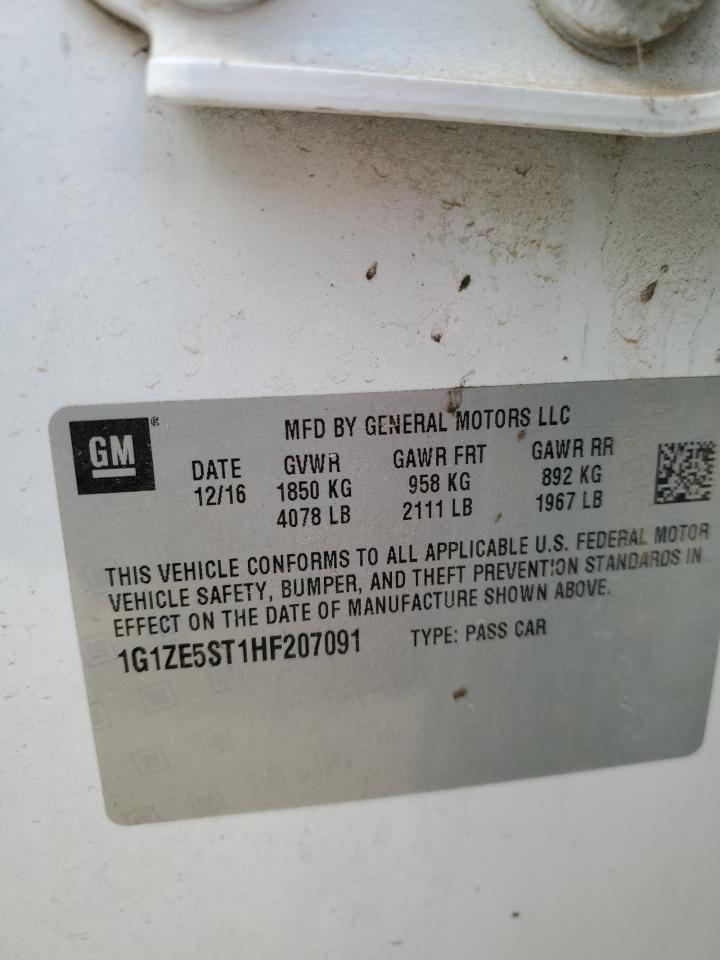 GM®
MFD BY GENERAL MOTORS LLC
DATE GVWR GAWR FRT GAWR RR
12/16 1850 KG 958 KG 892 KG
4078 LB 2111 LB 1967 LB
THIS VEHICLE CONFORMS TO ALL APPLICABLE U.S. FEDERAL MOTOR
VEHICLE SAFETY, BUMPER, AND THEFT PREVENTION STANDARDS IN
EFFECT ON THE DATE OF MANUFACTURE SHOWN ABOVE.
1G1ZE5ST1HF207091 TYPE: PASS CAR